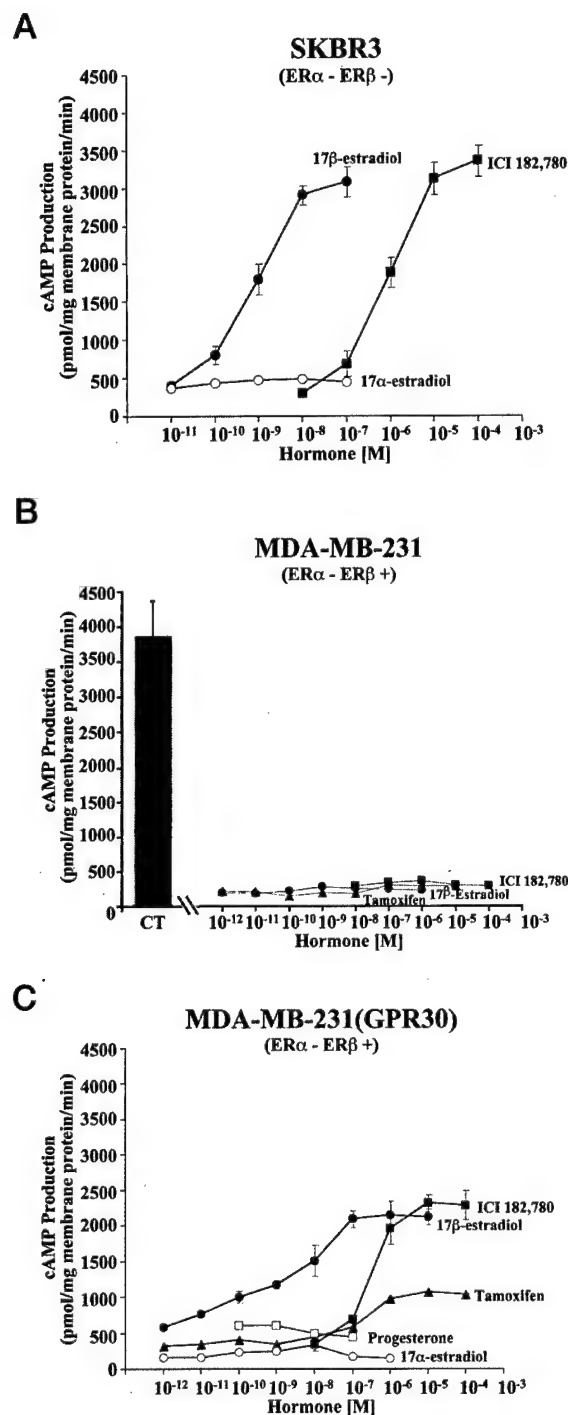 A
SKBR3
(ERα - ERβ -)
cAMP Production
(pmol/mg membrane protein/min)
4500
4000
3500
3000
2500
2000
1500
1000
500
0
17β-estradiol
ICI 182,780
17α-estradiol
10⁻¹¹ 10⁻¹⁰ 10⁻⁹ 10⁻⁸ 10⁻⁷ 10⁻⁶ 10⁻⁵ 10⁻⁴ 10⁻³
Hormone [M]
B
MDA-MB-231
(ERα - ERβ +)
cAMP Production
(pmol/mg membrane protein/min)
4500
4000
3500
3000
2500
2000
1500
1000
500
0
ICI 182,780
Tamoxifen 17β-Estradiol
CT 10⁻¹² 10⁻¹¹ 10⁻¹⁰ 10⁻⁹ 10⁻⁸ 10⁻⁷ 10⁻⁶ 10⁻⁵ 10⁻⁴ 10⁻³
Hormone [M]
C
MDA-MB-231(GPR30)
(ERα - ERβ +)
cAMP Production
(pmol/mg membrane protein/min)
4500
4000
3500
3000
2500
2000
1500
1000
500
0
ICI 182,780
17β-estradiol
Tamoxifen
Progesterone
17α-estradiol
10⁻¹² 10⁻¹¹ 10⁻¹⁰ 10⁻⁹ 10⁻⁸ 10⁻⁷ 10⁻⁶ 10⁻⁵ 10⁻⁴ 10⁻³
Hormone [M]